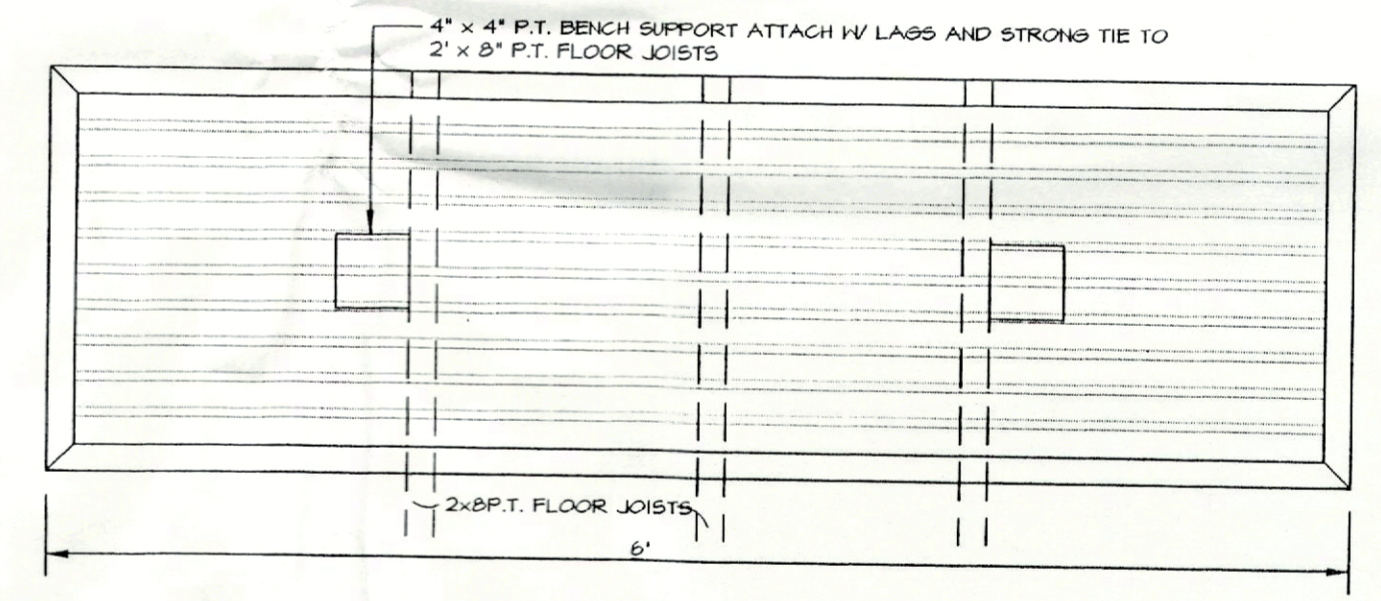 4" x 4" P.T. BENCH SUPPORT ATTACH W/ LAGS AND STRONG TIE TO
2' x 8" P.T. FLOOR JOISTS
2x8P.T. FLOOR JOISTS
6'